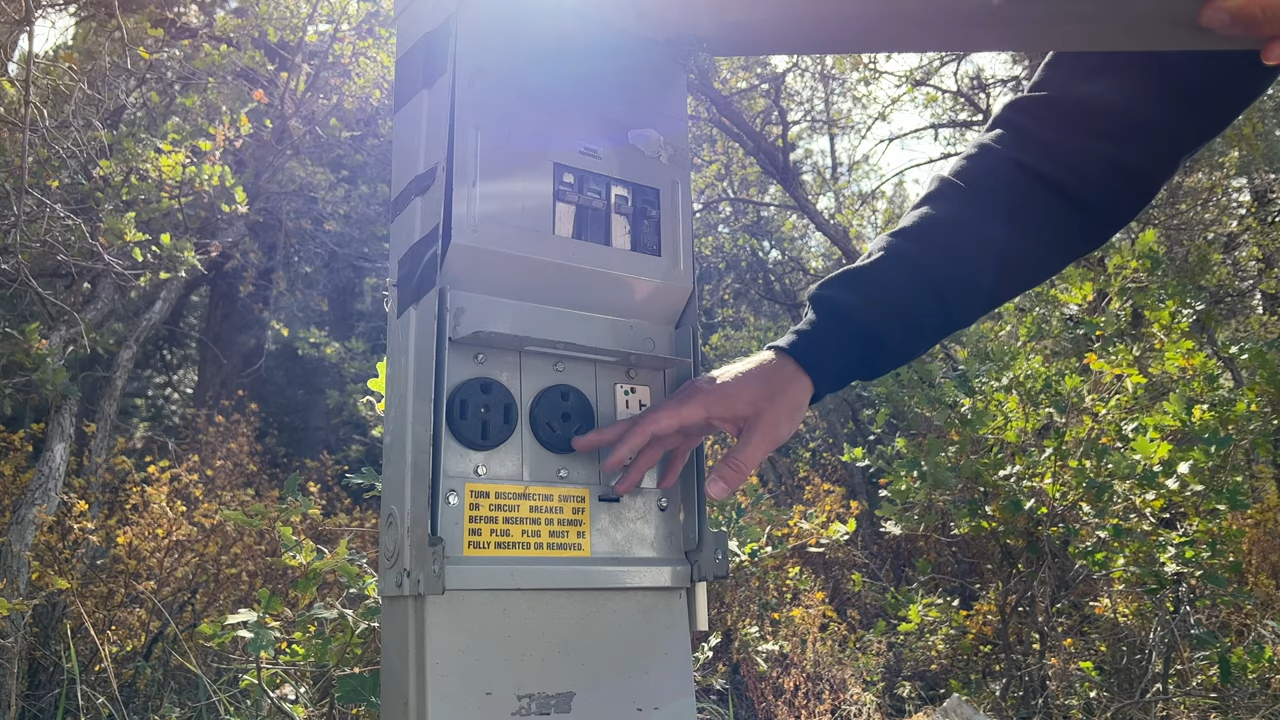 TURN DISCONNECTING SWITCH
OR CIRCUIT BREAKER OFF
BEFORE INSERTING OR REMOV-
ING PLUG. PLUG MUST BE
FULLY INSERTED OR REMOVED.